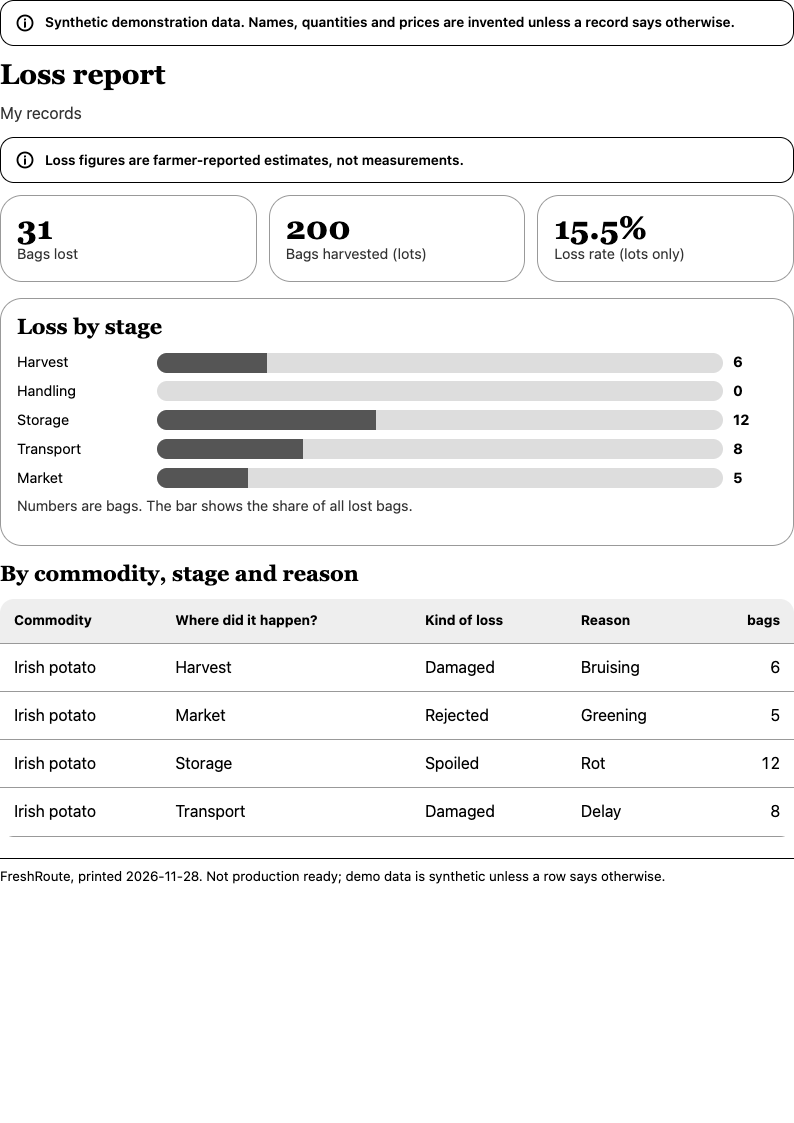 Synthetic demonstration data. Names, quantities and prices are invented unless a record says otherwise.
Loss report
My records
Loss figures are farmer-reported estimates, not measurements.
31
Bags lost
200
Bags harvested (lots)
15.5%
Loss rate (lots only)
Loss by stage
Harvest 6
Handling 0
Storage 12
Transport 8
Market 5
Numbers are bags. The bar shows the share of all lost bags.
By commodity, stage and reason
Commodity Where did it happen? Kind of loss Reason bags
Irish potato Harvest Damaged Bruising 6
Irish potato Market Rejected Greening 5
Irish potato Storage Spoiled Rot 12
Irish potato Transport Damaged Delay 8
FreshRoute, printed 2026-11-28. Not production ready; demo data is synthetic unless a row says otherwise.